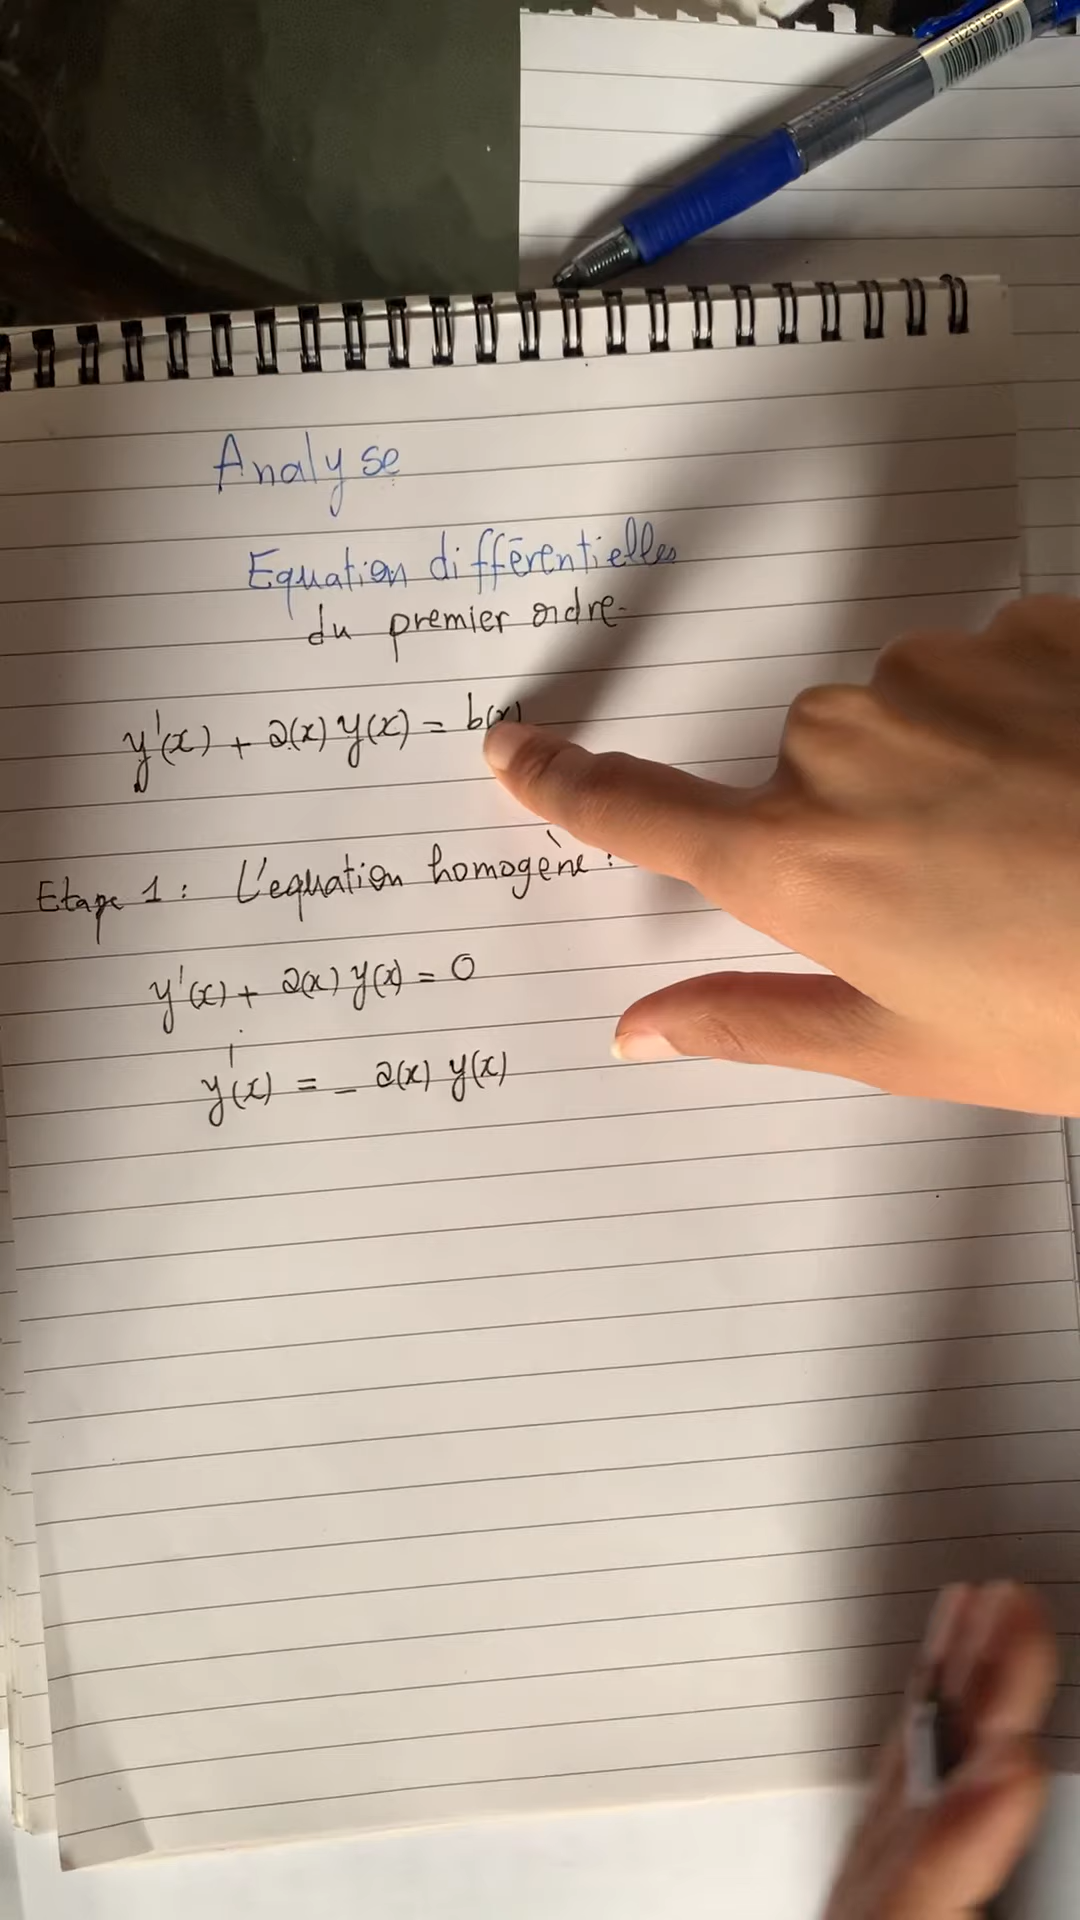 Analyse
Equation différentielles
du premier ordre.
y'(x) + a(x) y(x) = b(x)
Etape 1 : L'equation homogène :
y'(x) + a(x) y(x) = 0
y'(x) = - a(x) y(x)